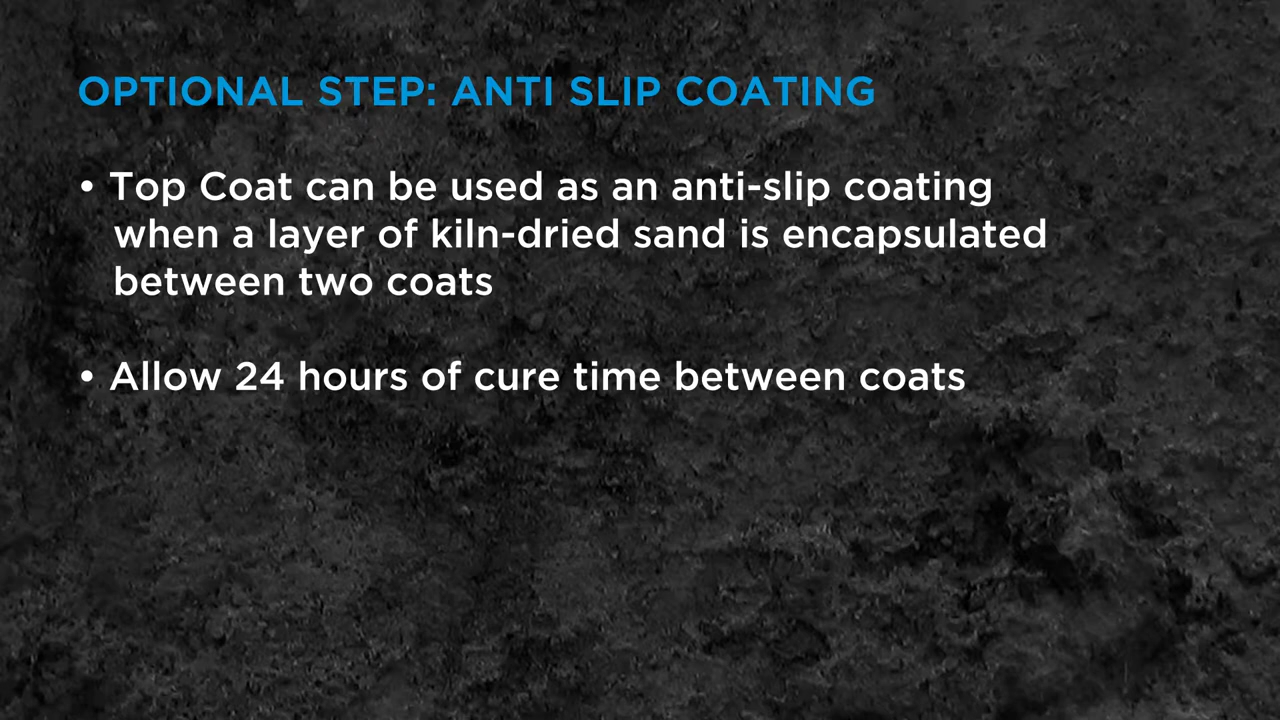 OPTIONAL STEP: ANTI SLIP COATING
• Top Coat can be used as an anti-slip coating
when a layer of kiln-dried sand is encapsulated
between two coats
• Allow 24 hours of cure time between coats